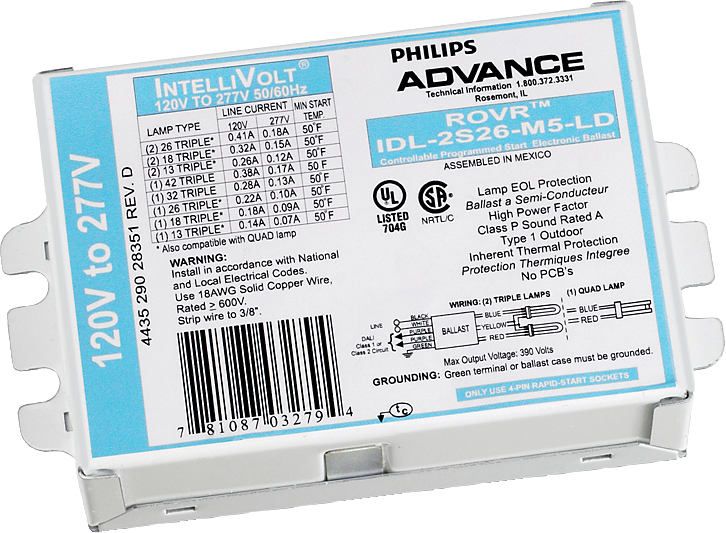 120V to 277V
4435 290 28351 REV. D
INTELLIVOLT®
120V TO 277V 50/60Hz
LAMP TYPE LINE CURRENT MIN START TEMP
120V 277V
(2) 26 TRIPLE* 0.41A 0.18A 50°F
(2) 18 TRIPLE* 0.32A 0.15A 50°F
(2) 13 TRIPLE* 0.26A 0.12A 50°F
(1) 42 TRIPLE 0.38A 0.17A 50°F
(1) 32 TRIPLE 0.28A 0.13A 50°F
(1) 26 TRIPLE* 0.22A 0.10A 50°F
(1) 18 TRIPLE* 0.18A 0.09A 50°F
(1) 13 TRIPLE* 0.14A 0.07A 50°F
* Also compatible with QUAD lamp
WARNING:
Install in accordance with National
and Local Electrical Codes.
Use 18AWG Solid Copper Wire,
Rated ≥ 600V.
Strip wire to 3/8".
7 81087 03279 4
PHILIPS
ADVANCE
Technical Information 1.800.372.3331
Rosemont, IL
ROVR™
IDL-2S26-M5-LD
Controllable Programmed Start Electronic Ballast
ASSEMBLED IN MEXICO
UL
LISTED
704G
SA
NRTL/C
Lamp EOL Protection
Ballast a Semi-Conducteur
High Power Factor
Class P Sound Rated A
Type 1 Outdoor
Inherent Thermal Protection
Protection Thermiques Integree
No PCB's
WIRING: (2) TRIPLE LAMPS
(1) QUAD LAMP
LINE
DALI
Class 1 or
Class 2 Circuit
BLACK
WHITE
PURPLE
PURPLE
GREEN
BALLAST
BLUE
YELLOW
RED
BLUE
RED
Max Output Voltage: 390 Volts
GROUNDING: Green terminal or ballast case must be grounded.
ONLY USE 4-PIN RAPID-START SOCKETS
tc